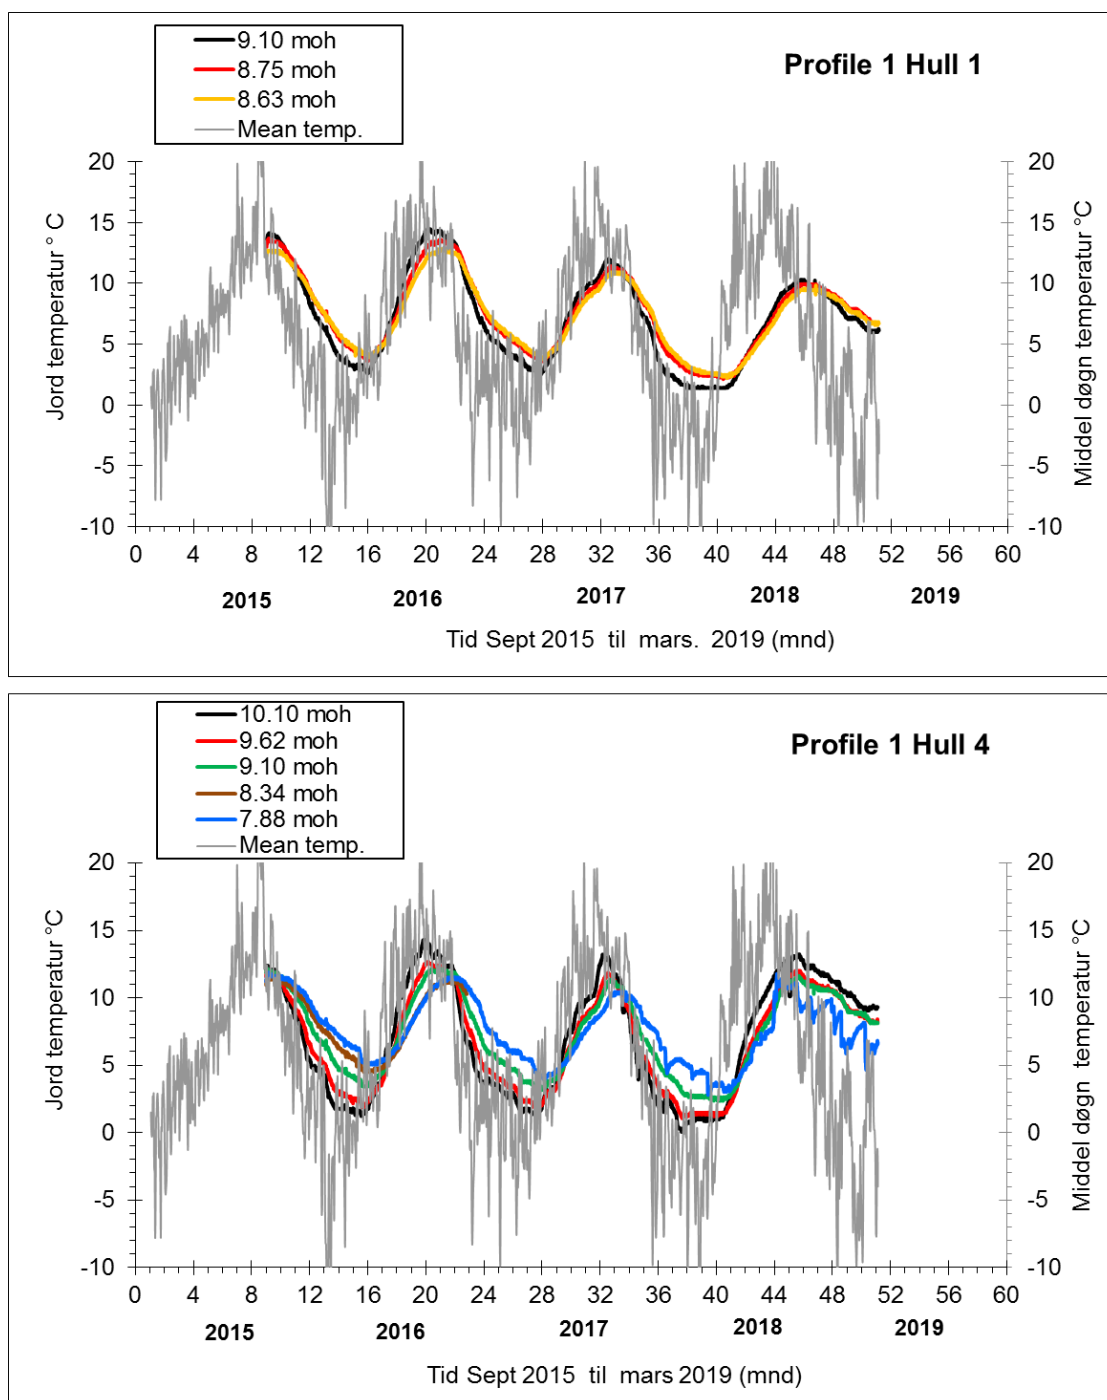 9.10 moh
8.75 moh
8.63 moh
Mean temp.
Profile 1 Hull 1
20
15
10
5
0
-5
-10
Jord temperatur ° C
20
15
10
5
0
-5
-10
Middel døgn temperatur °C
0 4 8 12 16 20 24 28 32 36 40 44 48 52 56 60
2015 2016 2017 2018 2019
Tid Sept 2015 til mars. 2019 (mnd)
10.10 moh
9.62 moh
9.10 moh
8.34 moh
7.88 moh
Mean temp.
Profile 1 Hull 4
20
15
10
5
0
-5
-10
Jord temperatur °C
20
15
10
5
0
-5
-10
Middel døgn temperatur °C
0 4 8 12 16 20 24 28 32 36 40 44 48 52 56 60
2015 2016 2017 2018 2019
Tid Sept 2015 til mars 2019 (mnd)